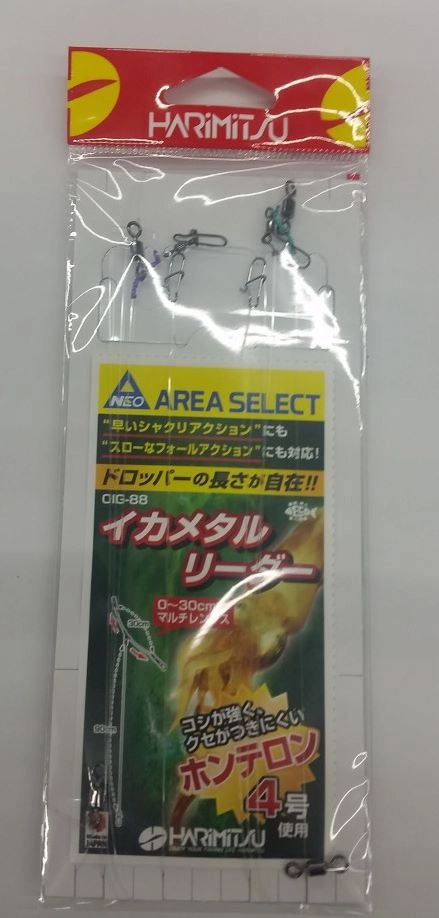 HARIMITSU
NEO AREA SELECT
"早いシャクリアクション"にも
"スローなフォールアクション"にも対応!
ドロッパーの長さが自在!!
CIG-88
イカメタル
リーダー
0～30cm
マルチレングス
30cm
90cm
コシが強く、
クセがつきにくい
ホンテロン
4号
使用
HARIMITSU